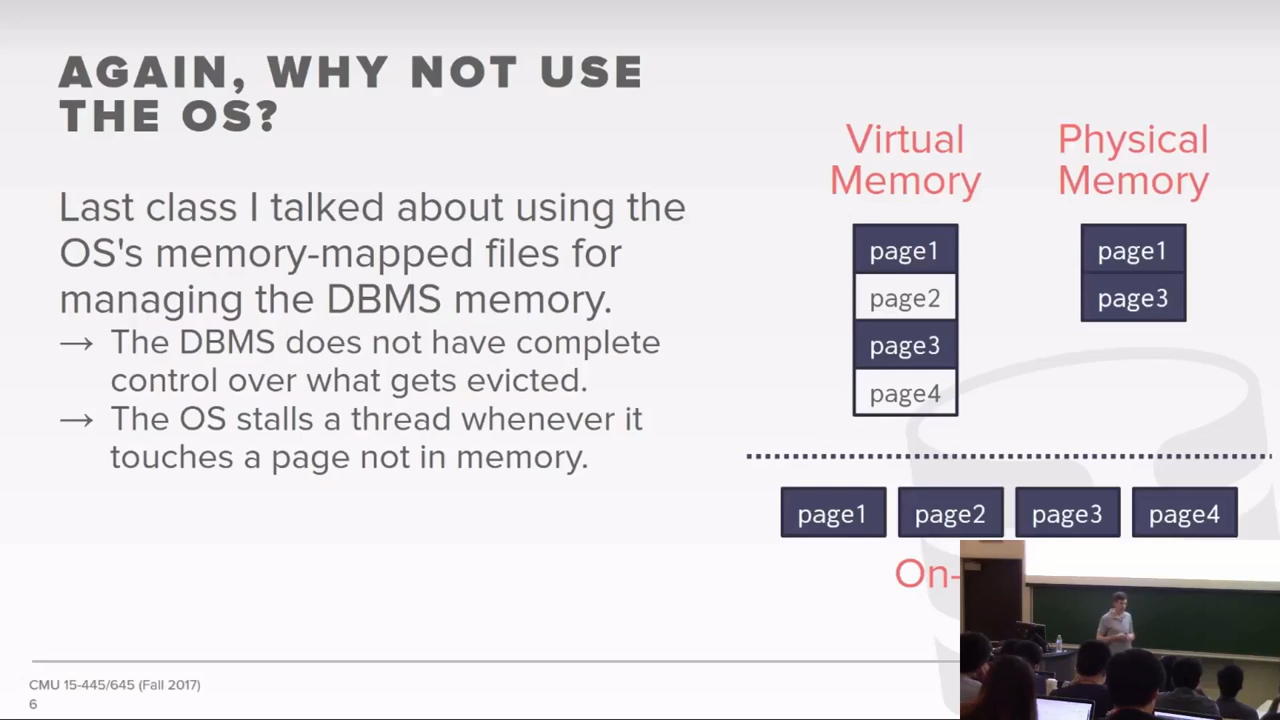 AGAIN, WHY NOT USE
THE OS?
Last class I talked about using the
OS's memory-mapped files for
managing the DBMS memory.
→ The DBMS does not have complete
control over what gets evicted.
→ The OS stalls a thread whenever it
touches a page not in memory.
Virtual
Memory
page1
page2
page3
page4
Physical
Memory
page1
page3
page1 page2 page3 page4
On-
CMU 15-445/645 (Fall 2017)
6